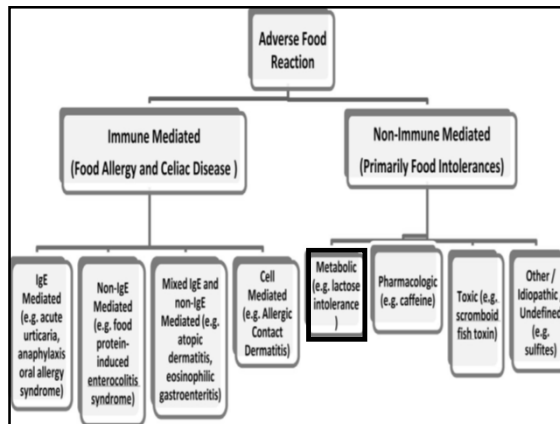 Adverse Food
Reaction
Immune Mediated
(Food Allergy and Celiac Disease )
Non-Immune Mediated
(Primarily Food Intolerances)
IgE
Mediated
(e.g. acute
urticaria,
anaphylaxis
oral allergy
syndrome)
Non-IgE
Mediated
(e.g. food
protein-
induced
enterocolitis
syndrome)
Mixed IgE and
non-IgE
Mediated (e.g.
atopic
dermatitis,
eosinophilic
gastroenteritis)
Cell
Mediated
(e.g. Allergic
Contact
Dermatitis)
Metabolic
(e.g. lactose
intolerance
)
Pharmacologic
(e.g. caffeine)
Toxic (e.g.
scromboid
fish toxin)
Other /
Idiopathic
Undefined
(e.g.
sulfites)